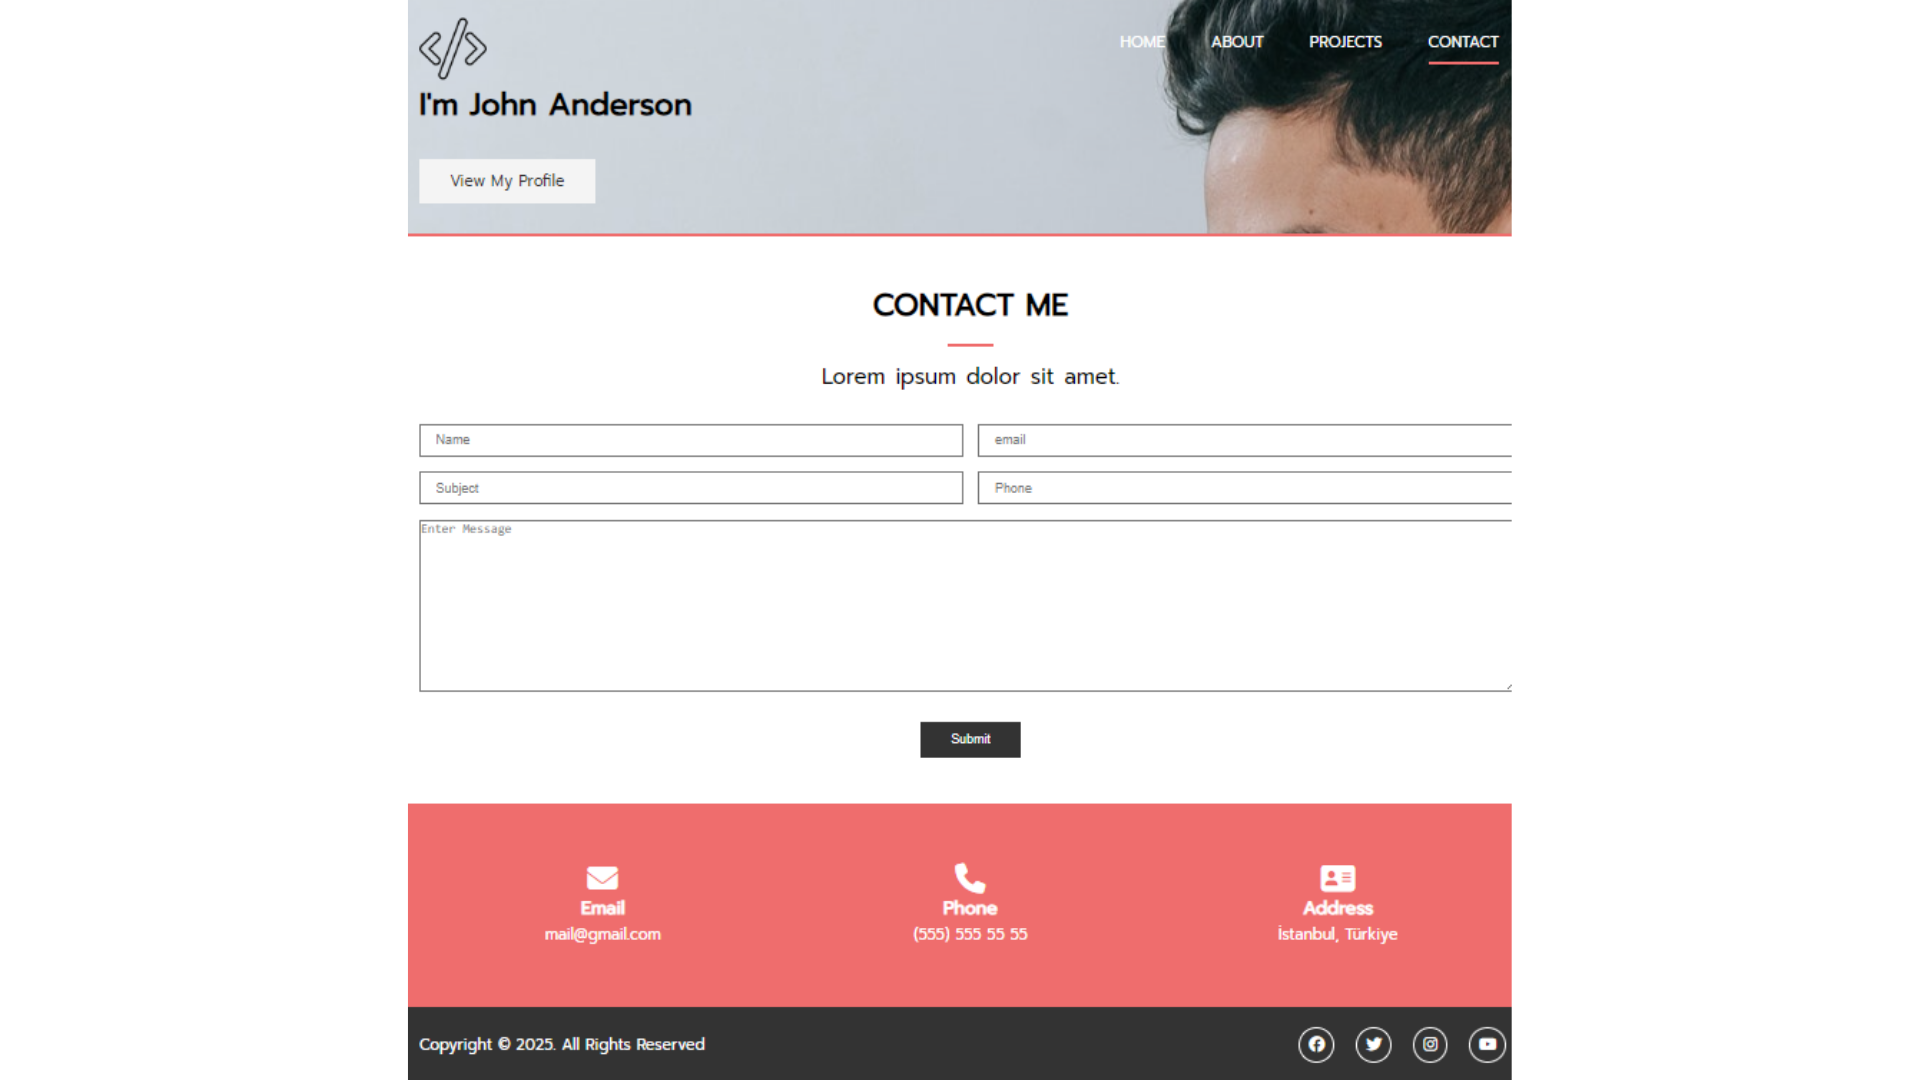 HOME ABOUT PROJECTS CONTACT
I'm John Anderson
View My Profile
CONTACT ME
Lorem ipsum dolor sit amet.
Name
email
Subject
Phone
Enter Message
Submit
Email
mail@gmail.com
Phone
(555) 555 55 55
Address
İstanbul, Türkiye
Copyright © 2025. All Rights Reserved